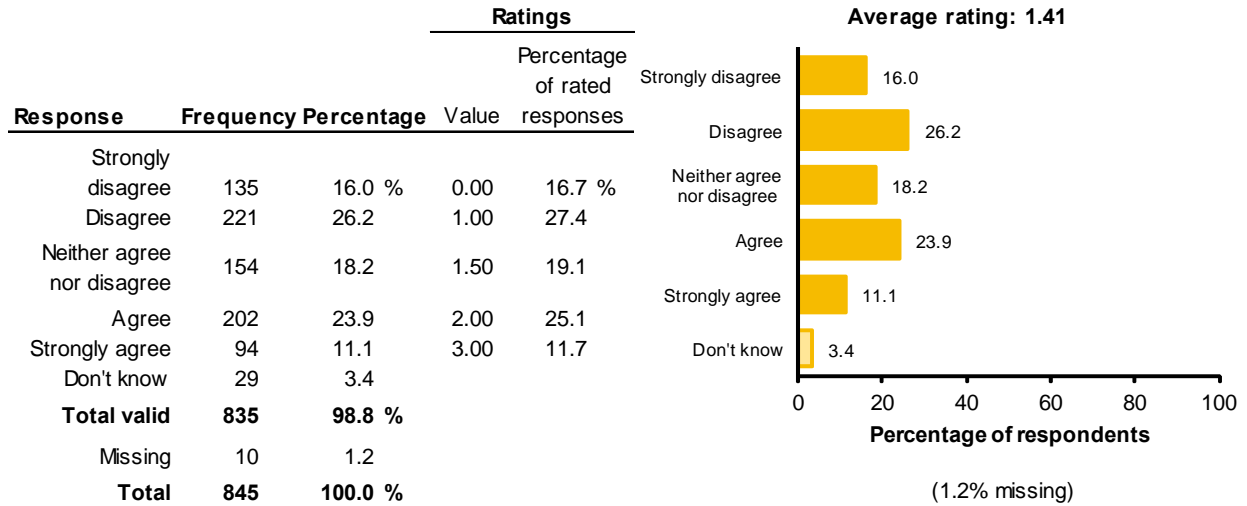 Ratings
Response Frequency Percentage Value Percentage of rated responses
Strongly disagree 135 16.0 % 0.00 16.7 %
Disagree 221 26.2 1.00 27.4
Neither agree nor disagree 154 18.2 1.50 19.1
Agree 202 23.9 2.00 25.1
Strongly agree 94 11.1 3.00 11.7
Don't know 29 3.4
Total valid 835 98.8 %
Missing 10 1.2
Total 845 100.0 %
Average rating: 1.41
Strongly disagree 16.0
Disagree 26.2
Neither agree
nor disagree 18.2
Agree 23.9
Strongly agree 11.1
Don't know 3.4
0 20 40 60 80 100
Percentage of respondents
(1.2% missing)